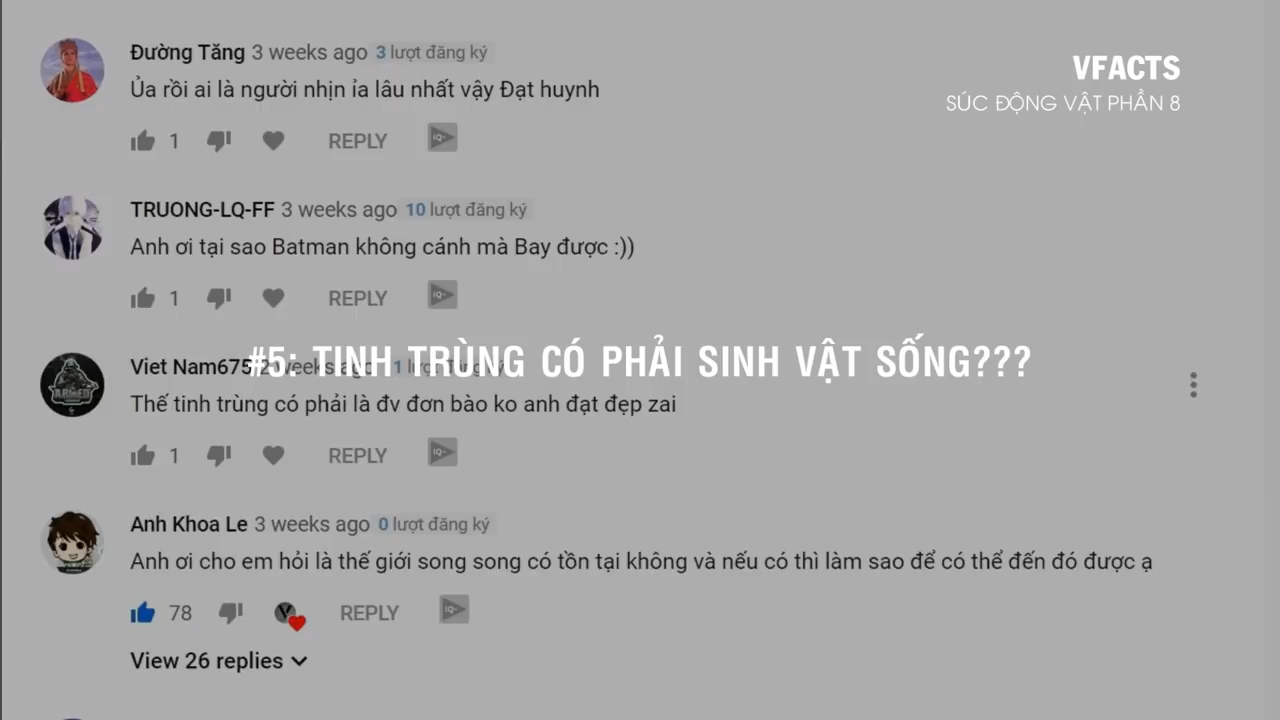 Đường Tăng 3 weeks ago 3 lượt đăng ký
Ủa rồi ai là người nhịn ỉa lâu nhất vậy Đạt huynh
1 REPLY
VFACTS
SÚC ĐỘNG VẬT PHẦN 8
TRUONG-LQ-FF 3 weeks ago 10 lượt đăng ký
Anh ơi tại sao Batman không cánh mà Bay được :))
1 REPLY
#5: TINH TRÙNG CÓ PHẢI SINH VẬT SỐNG???
Viet Nam675 2 weeks ago 1 lượt đăng ký
Thế tinh trùng có phải là đv đơn bào ko anh đạt đẹp zai
1 REPLY
Anh Khoa Le 3 weeks ago 0 lượt đăng ký
Anh ơi cho em hỏi là thế giới song song có tồn tại không và nếu có thì làm sao để có thể đến đó được ạ
78 REPLY
View 26 replies